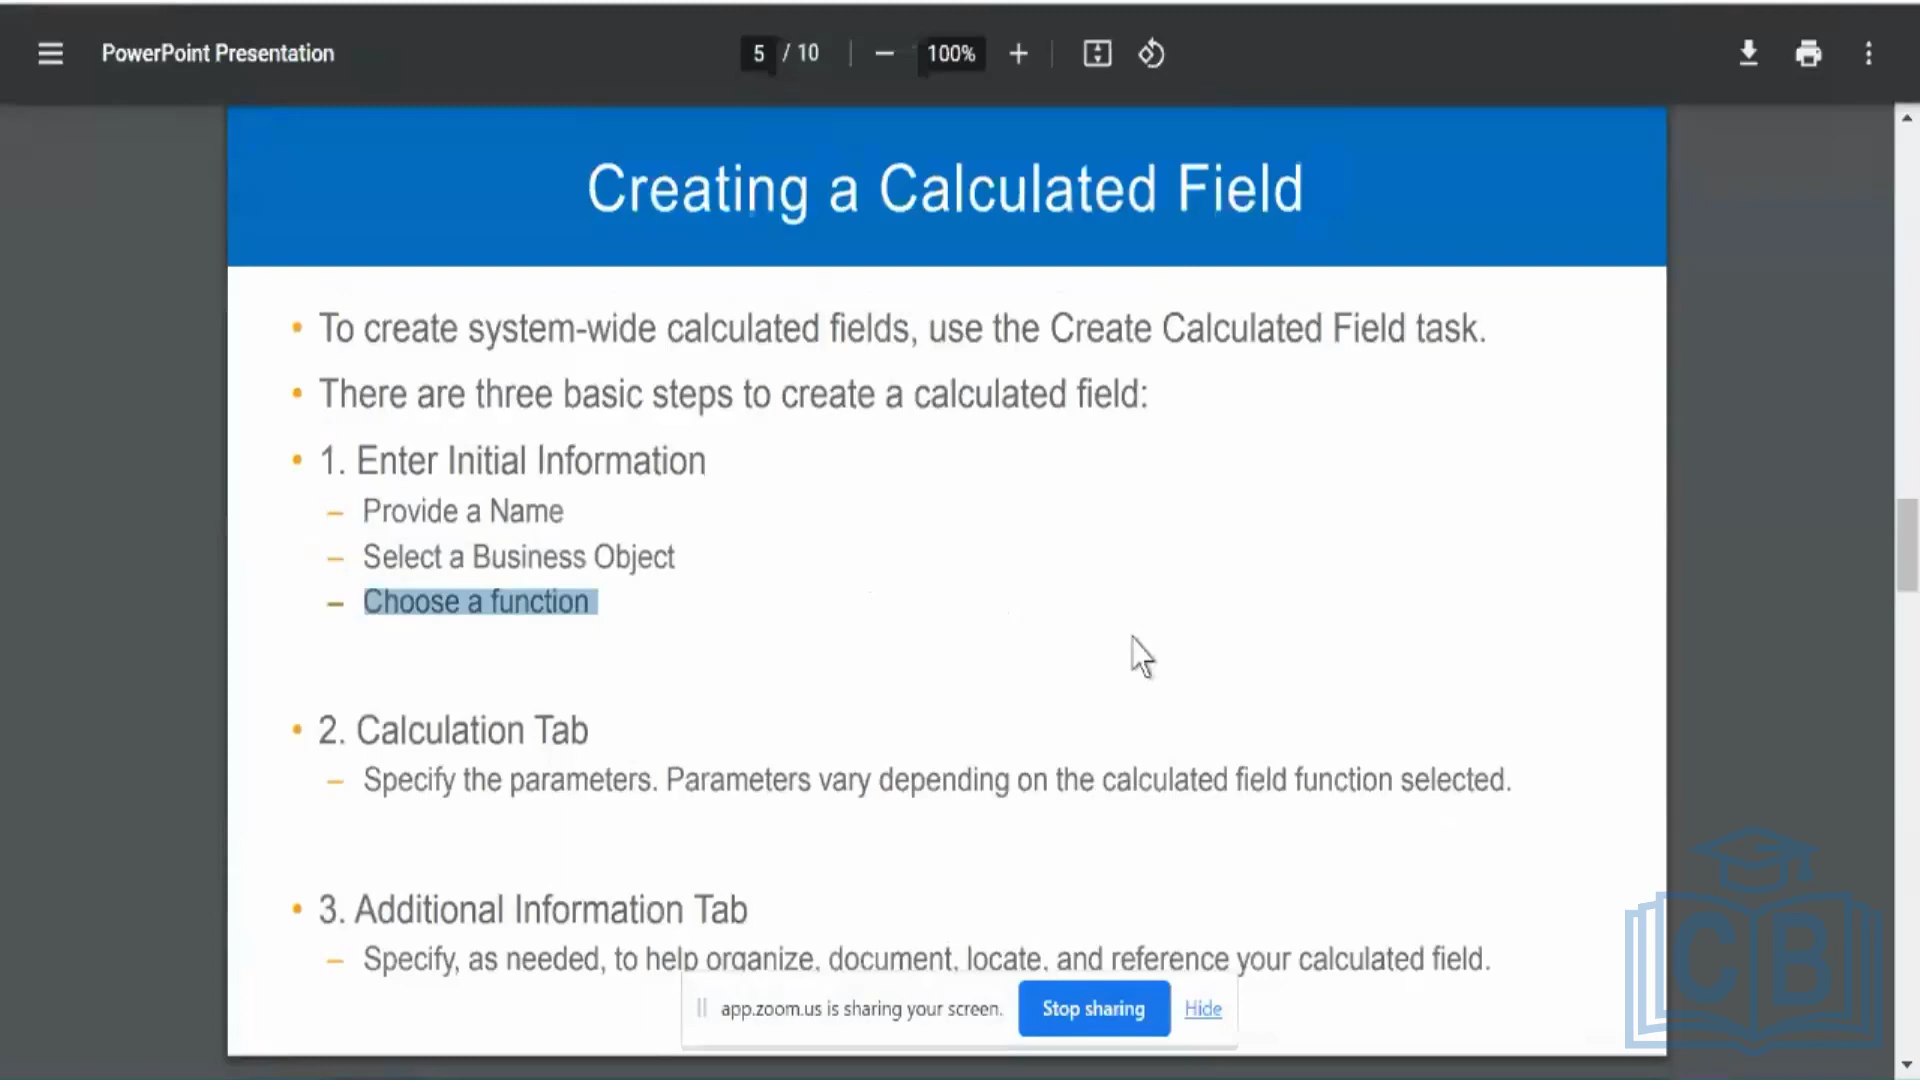 PowerPoint Presentation
5 / 10
100%
Creating a Calculated Field
• To create system-wide calculated fields, use the Create Calculated Field task.
• There are three basic steps to create a calculated field:
• 1. Enter Initial Information
– Provide a Name
– Select a Business Object
– Choose a function
• 2. Calculation Tab
– Specify the parameters. Parameters vary depending on the calculated field function selected.
• 3. Additional Information Tab
– Specify, as needed, to help organize, document, locate, and reference your calculated field.
app.zoom.us is sharing your screen. Stop sharing Hide
CB